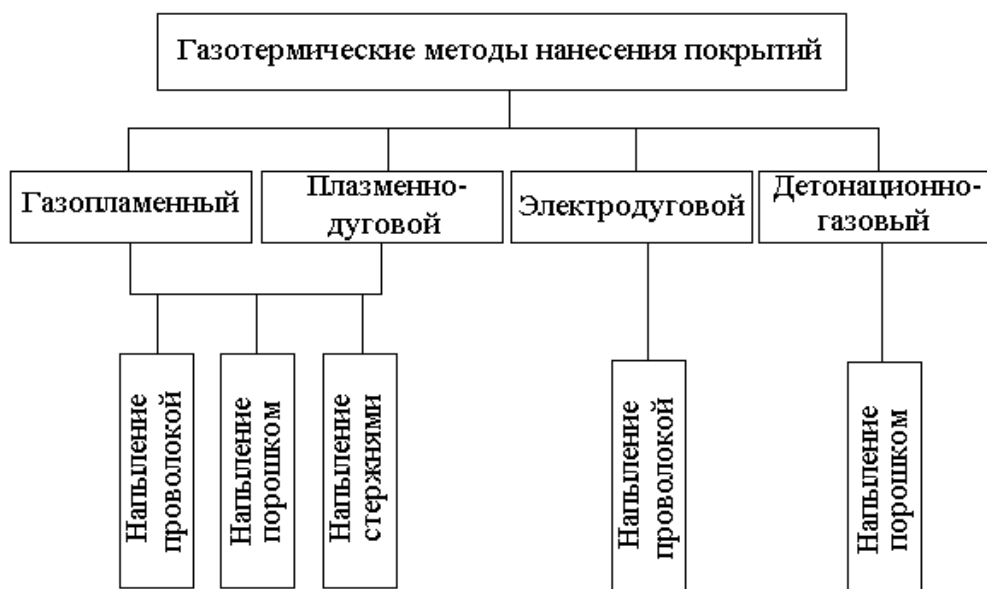 Газотермические методы нанесения покрытий
Газопламенный
Плазменно-
дуговой
Электродуговой
Детонационно-
газовый
Напыление
проволокой
Напыление
порошком
Напыление
стержнями
Напыление
проволокой
Напыление
порошком